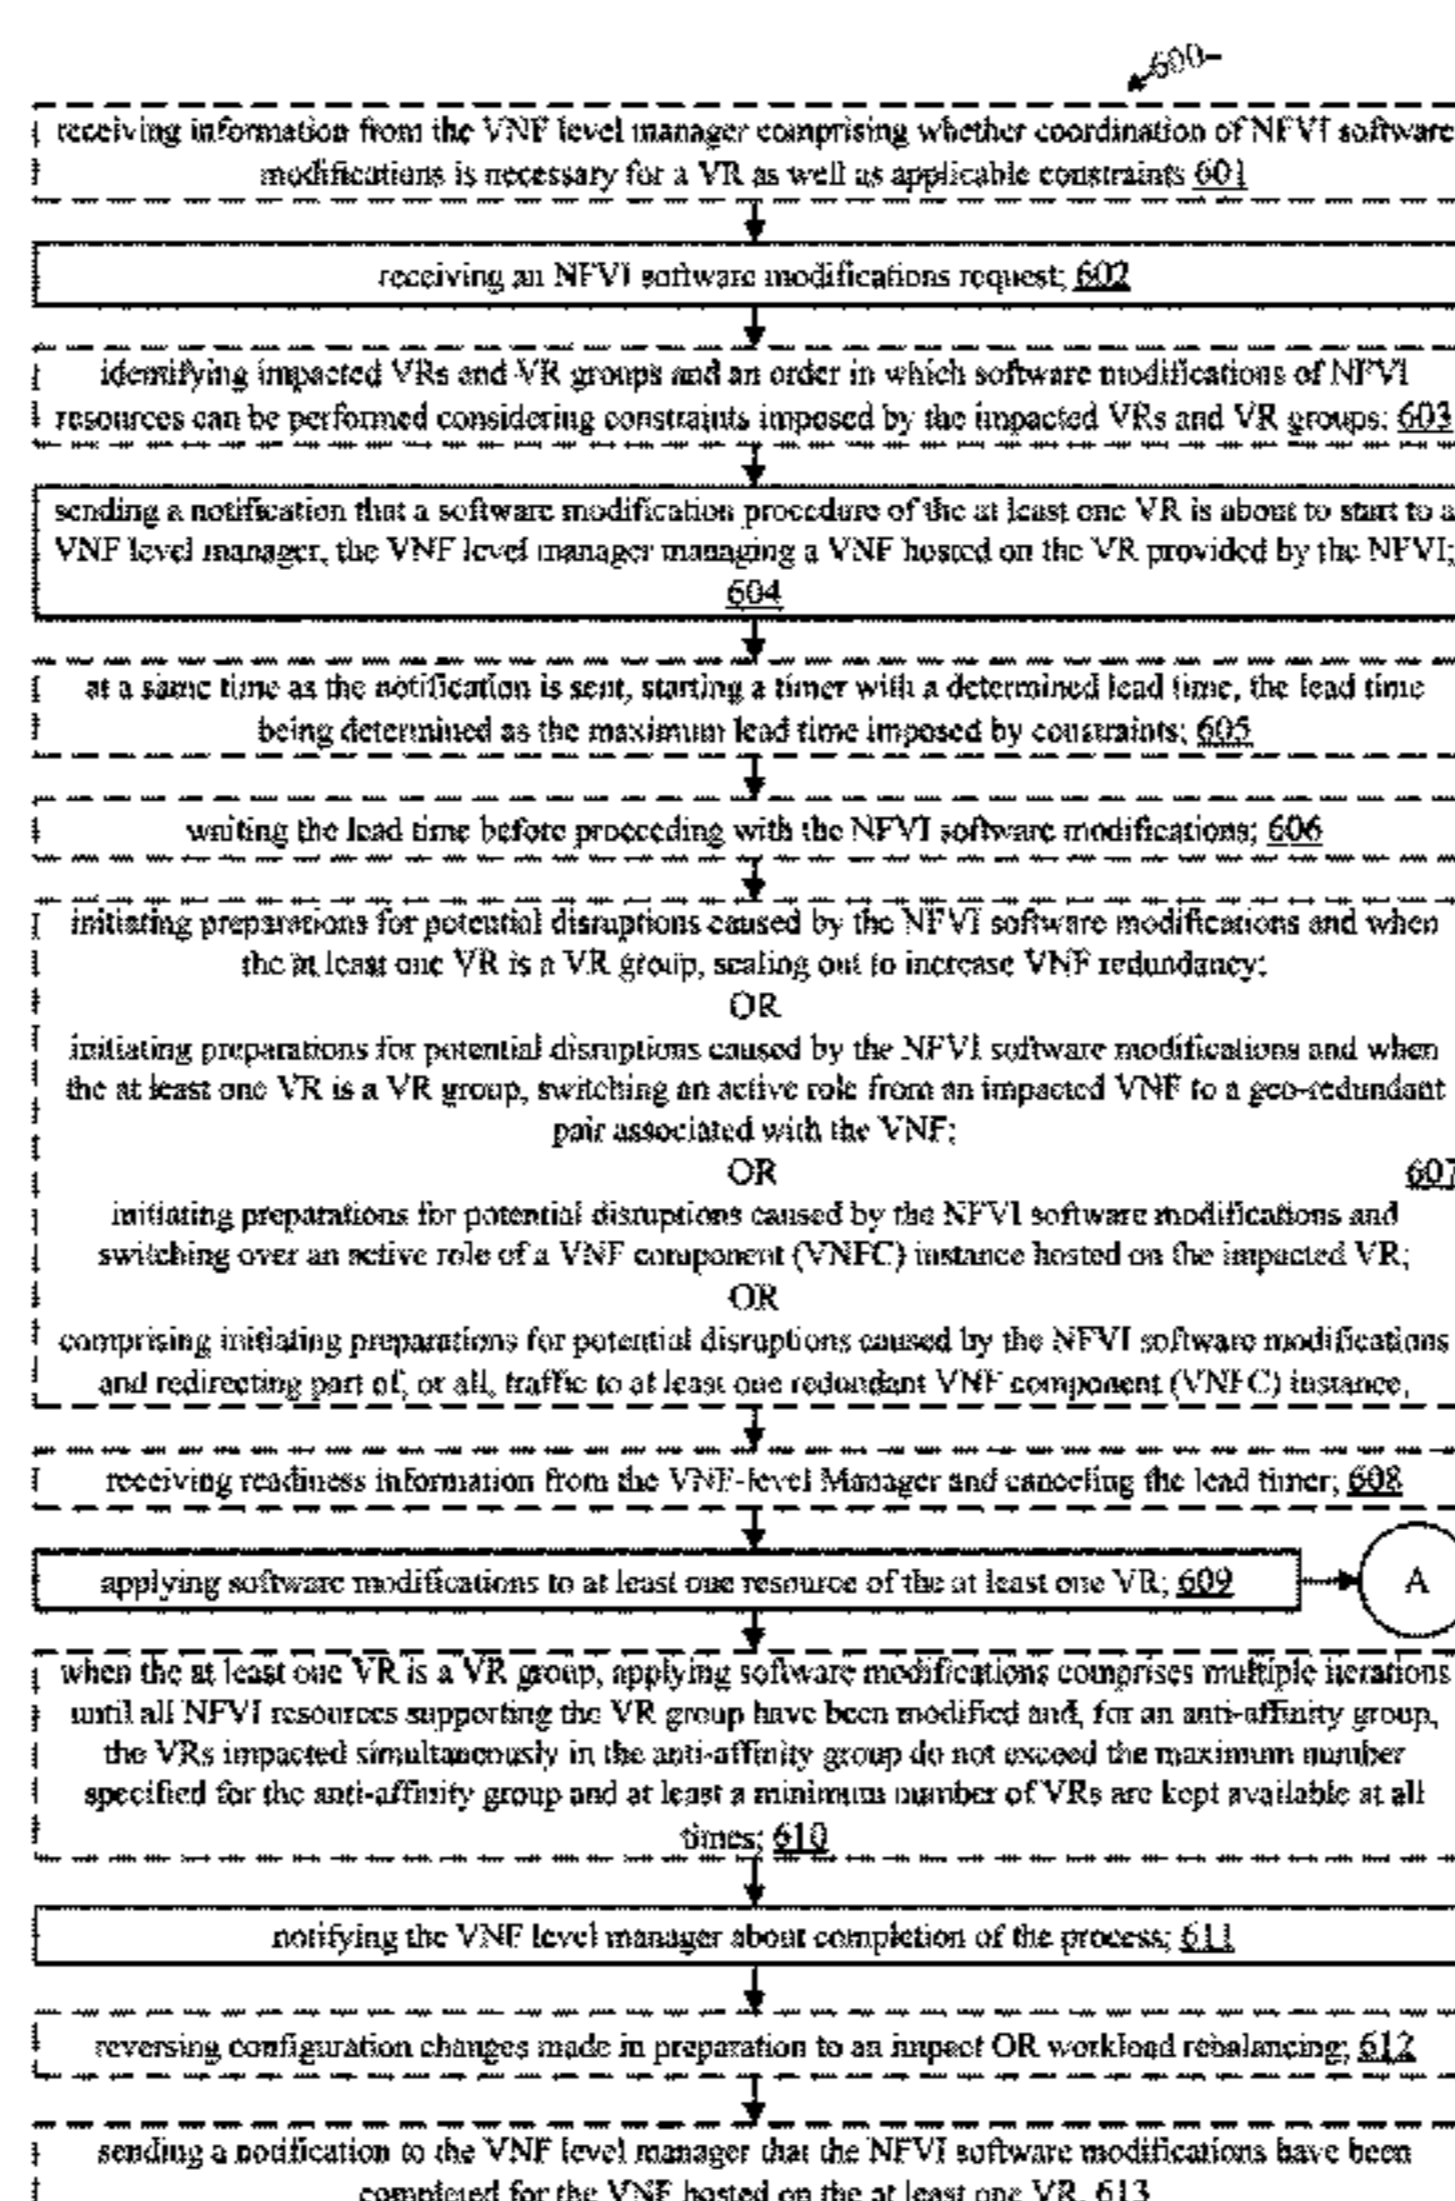 600
receiving information from the VNF level manager comprising whether coordination of NFVI software
modifications is necessary for a VR as well as applicable constraints 601
receiving an NFVI software modifications request; 602
identifying impacted VRs and VR groups and an order in which software modifications of NFVI
resources can be performed considering constraints imposed by the impacted VRs and VR groups; 603
sending a notification that a software modification procedure of the at least one VR is about to start to a
VNF level manager, the VNF level manager managing a VNF hosted on the VR provided by the NFVI;
604
at a same time as the notification is sent, starting a timer with a determined lead time, the lead time
being determined as the maximum lead time imposed by constraints; 605
waiting the lead time before proceeding with the NFVI software modifications; 606
initiating preparations for potential disruptions caused by the NFVI software modifications and when
the at least one VR is a VR group, scaling out to increase VNF redundancy;
OR
initiating preparations for potential disruptions caused by the NFVI software modifications and when
the at least one VR is a VR group, switching an active role from an impacted VNF to a geo-redundant
pair associated with the VNF;
OR
607
initiating preparations for potential disruptions caused by the NFVI software modifications and
switching over an active role of a VNF component (VNFC) instance hosted on the impacted VR;
OR
comprising initiating preparations for potential disruptions caused by the NFVI software modifications
and redirecting part of, or all, traffic to at least one redundant VNF component (VNFC) instance,
receiving readiness information from the VNF-level Manager and canceling the lead timer; 608
applying software modifications to at least one resource of the at least one VR; 609
A
when the at least one VR is a VR group, applying software modifications comprises multiple iterations
until all NFVI resources supporting the VR group have been modified and, for an anti-affinity group,
the VRs impacted simultaneously in the anti-affinity group do not exceed the maximum number
specified for the anti-affinity group and at least a minimum number of VRs are kept available at all
times; 610
notifying the VNF level manager about completion of the process; 611
reversing configuration changes made in preparation to an impact OR workload rebalancing; 612
sending a notification to the VNF level manager that the NFVI software modifications have been
completed for the VNF hosted on the at least one VR. 613